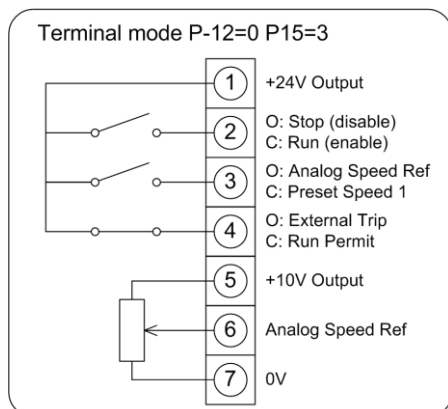 Terminal mode P-12=0 P15=3
1 +24V Output
2 O: Stop (disable)
C: Run (enable)
3 O: Analog Speed Ref
C: Preset Speed 1
4 O: External Trip
C: Run Permit
5 +10V Output
6 Analog Speed Ref
7 0V